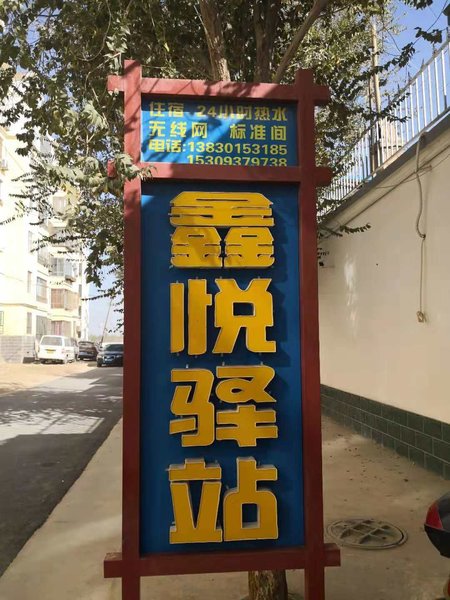 住宿 24小时热水
无线网 标准间
电话:13830153185
15309379738
鑫
悦
驿
站